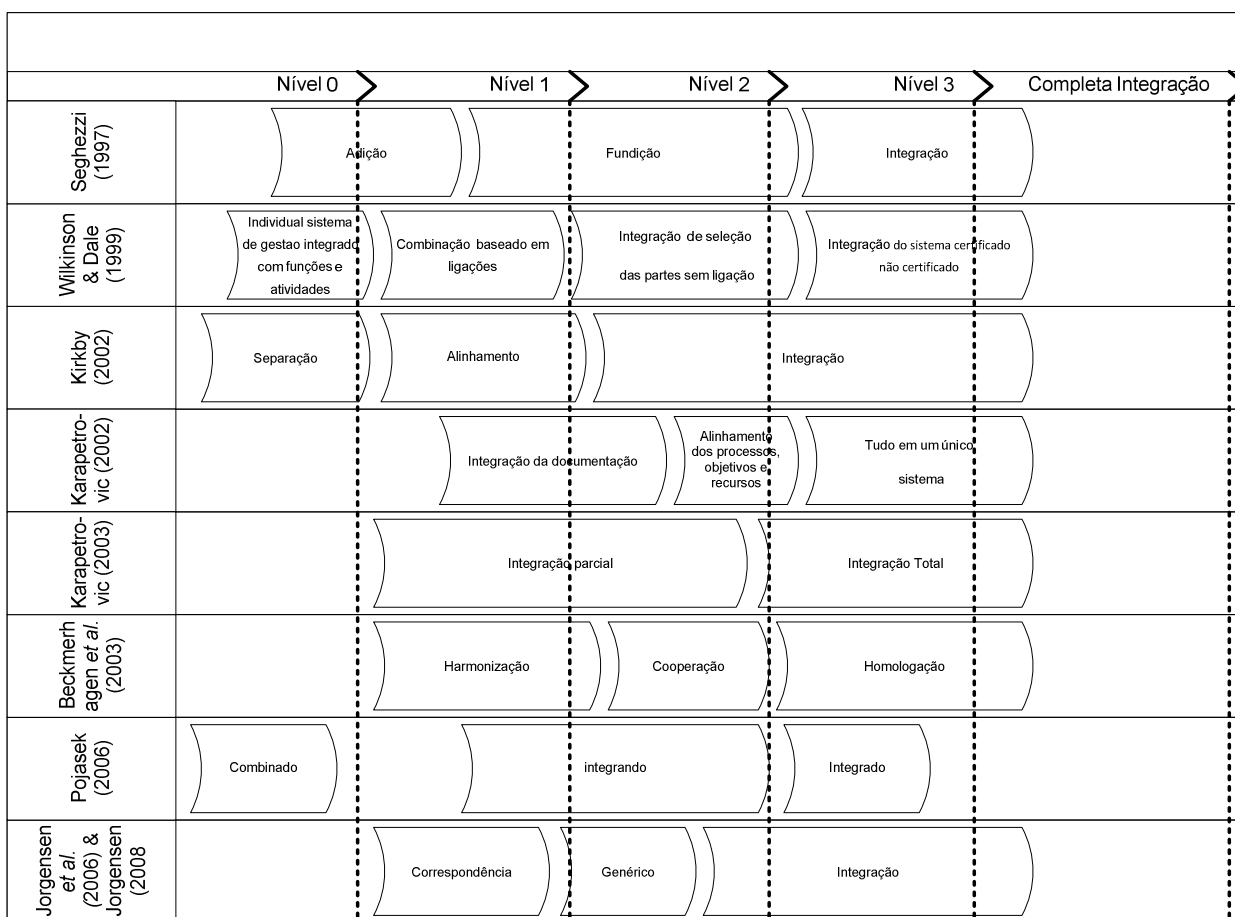 Nível 0
Nível 1
Nível 2
Nível 3
Completa Integração
Seghezzi
(1997)
Adição
Fundição
Integração
Wilkinson
& Dale
(1999)
Individual sistema
de gestao integrado
com funções e
atividades
Combinação baseado em
ligações
Integração de seleção
das partes sem ligação
Integração do sistema certificado
não certificado
Kirkby
(2002)
Separação
Alinhamento
Integração
Karapetro-
vic (2002)
Integração da documentação
Alinhamento
dos processos,
objetivos e
recursos
Tudo em um único
sistema
Karapetro-
vic (2003)
Integração parcial
Integração Total
Beckmerh
agen et al.
(2003)
Harmonização
Cooperação
Homologação
Pojasek
(2006)
Combinado
integrando
Integrado
Jorgensen
et al.
(2006) &
Jorgensen
2008
Correspondência
Genérico
Integração